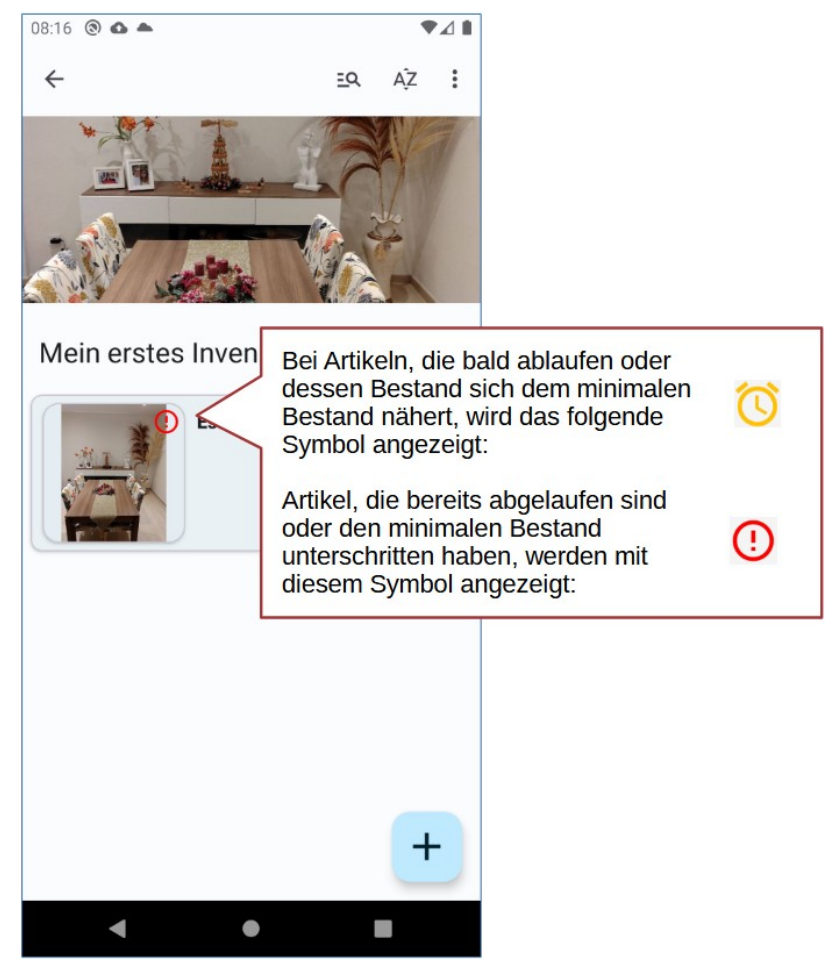 08:16
AZ
Mein erstes Inven
Bei Artikeln, die bald ablaufen oder
dessen Bestand sich dem minimalen
Bestand nähert, wird das folgende
Symbol angezeigt:
Artikel, die bereits abgelaufen sind
oder den minimalen Bestand
unterschritten haben, werden mit
diesem Symbol angezeigt: